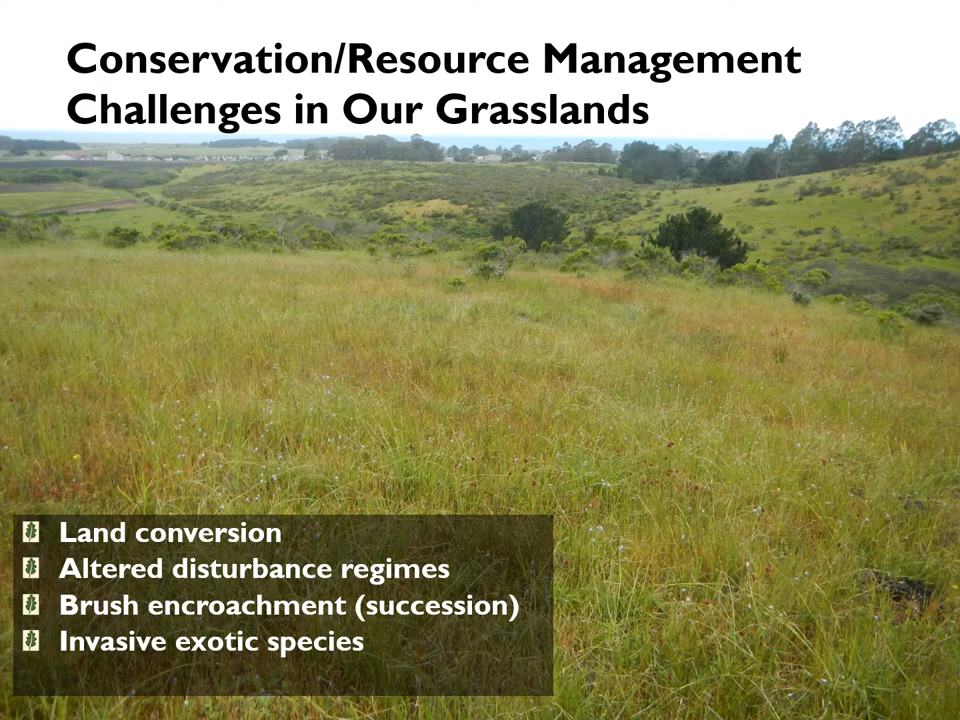 Conservation/Resource Management
Challenges in Our Grasslands
Land conversion
Altered disturbance regimes
Brush encroachment (succession)
Invasive exotic species